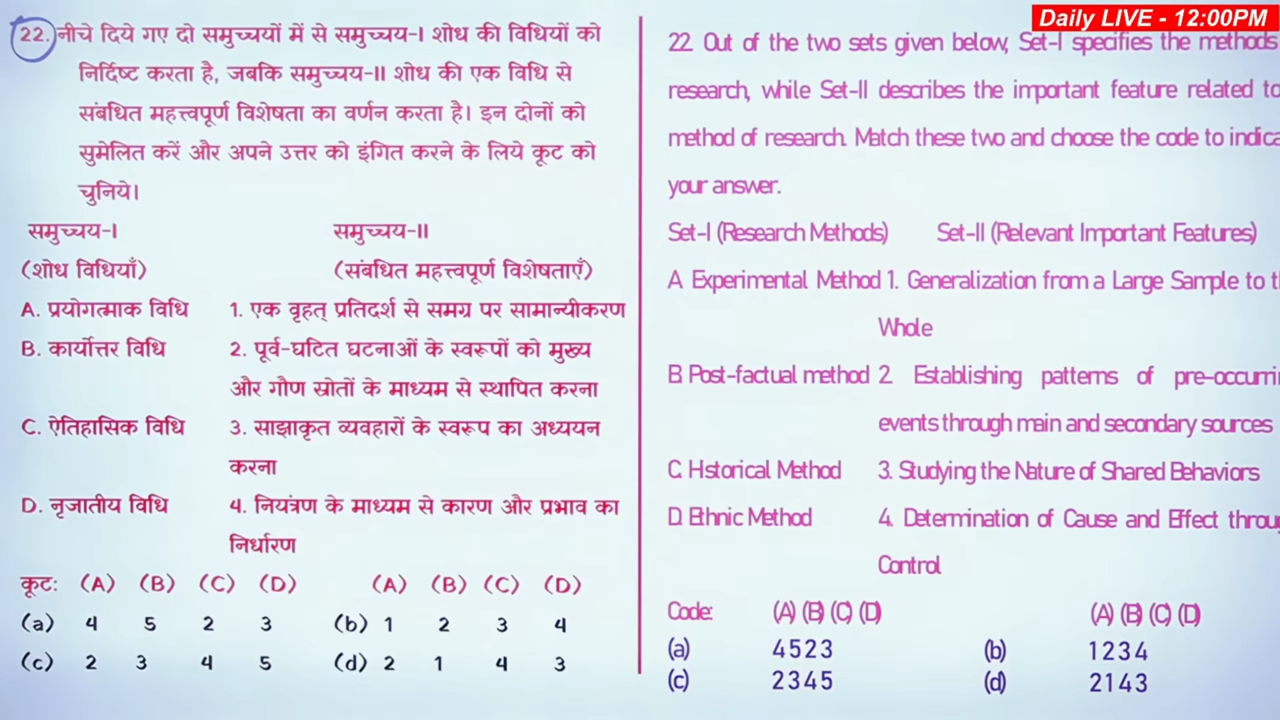 Daily LIVE - 12:00PM
22. नीचे दिये गए दो समुच्चयों में से समुच्चय-I शोध की विधियों को
निर्दिष्ट करता है, जबकि समुच्चय-II शोध की एक विधि से
संबधित महत्त्वपूर्ण विशेषता का वर्णन करता है। इन दोनों को
सुमेलित करें और अपने उत्तर को इंगित करने के लिये कूट को
चुनिये।
समुच्चय-I समुच्चय-II
(शोध विधियाँ) (संबधित महत्त्वपूर्ण विशेषताएँ)
A. प्रयोगत्माक विधि 1. एक वृहत् प्रतिदर्श से समग्र पर सामान्यीकरण
B. कार्योत्तर विधि 2. पूर्व-घटित घटनाओं के स्वरूपों को मुख्य
और गौण स्रोतों के माध्यम से स्थापित करना
C. ऐतिहासिक विधि 3. साझाकृत व्यवहारों के स्वरूप का अध्ययन
करना
D. नृजातीय विधि 4. नियत्रंण के माध्यम से कारण और प्रभाव का
निर्धारण
कूट: (A) (B) (C) (D) (A) (B) (C) (D)
(a) 4 5 2 3 (b) 1 2 3 4
(c) 2 3 4 5 (d) 2 1 4 3
22. Out of the two sets given below, Set-I specifies the methods
research, while Set-II describes the important feature related to
method of research. Match these two and choose the code to
your answer.
Set-I (Research Methods) Set-II (Relevant Important Features)
A Experimental Method 1. Generalization from a Large Sample to
Whole
B. Post-factual method 2. Establishing patterns of
events through main and secondary sources
C. Hstorical Method 3. Studying the Nature of Shared Behaviors
D. Ethnic Method 4. Determination of Cause and Effect
Control
Code: (A) (B) (C) (D) (A) (B) (C) (D)
(a) 4523 (b) 1234
(c) 2345 (d) 2143